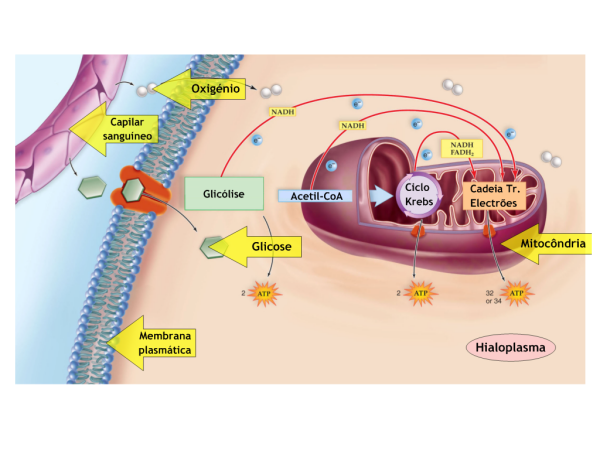 Oxigénio
Capilar
sanguíneo
NADH
NADH
NADH
FADH2
Glicólise
Acetil-CoA
Ciclo
Krebs
Cadeia Tr.
Electrões
Glicose
Mitocôndria
2 ATP
2 ATP
32
or 34
ATP
Membrana
plasmática
Hialoplasma